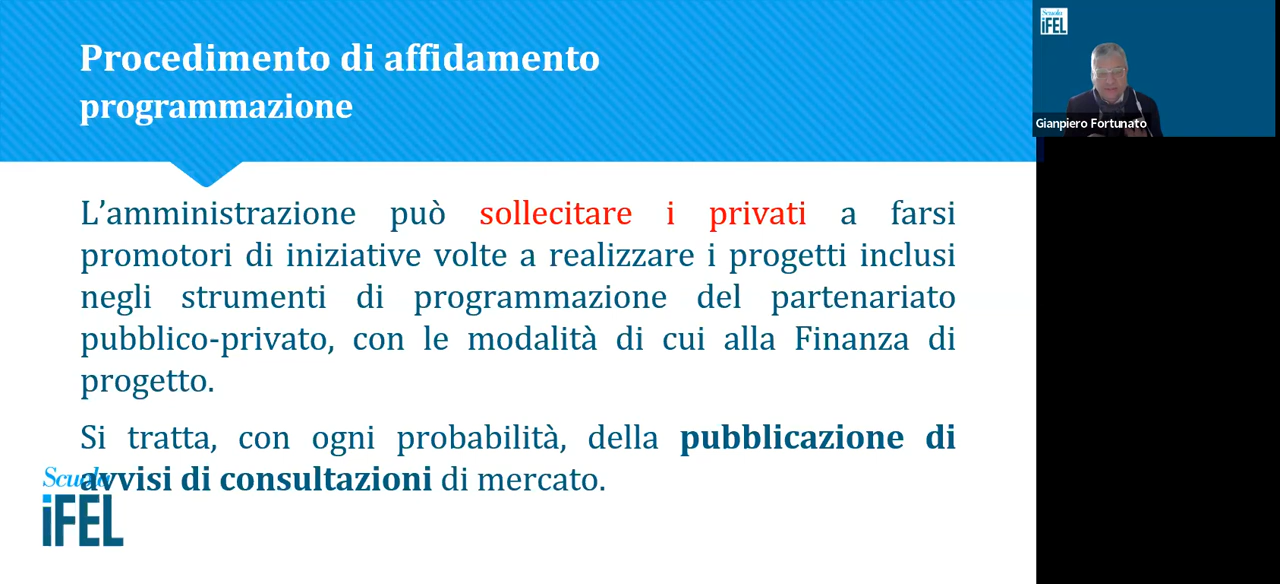 Procedimento di affidamento
programmazione
Scuola
iFEL
Gianpiero Fortunato
L’amministrazione può sollecitare i privati a farsi
promotori di iniziative volte a realizzare i progetti inclusi
negli strumenti di programmazione del partenariato
pubblico-privato, con le modalità di cui alla Finanza di
progetto.
Si tratta, con ogni probabilità, della pubblicazione di
avvisi di consultazioni di mercato.
Scuola
iFEL